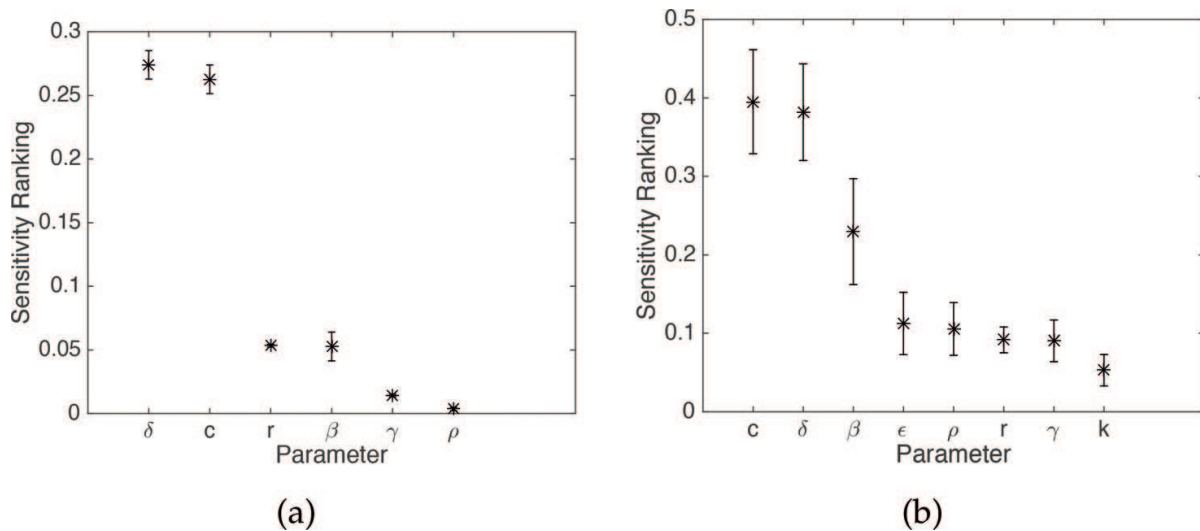 0.3
0.25
0.2
0.15
0.1
0.05
0
Sensitivity Ranking
δ c r β γ ρ
Parameter
(a)
0.5
0.4
0.3
0.2
0.1
0
Sensitivity Ranking
c δ β ϵ ρ r γ k
Parameter
(b)